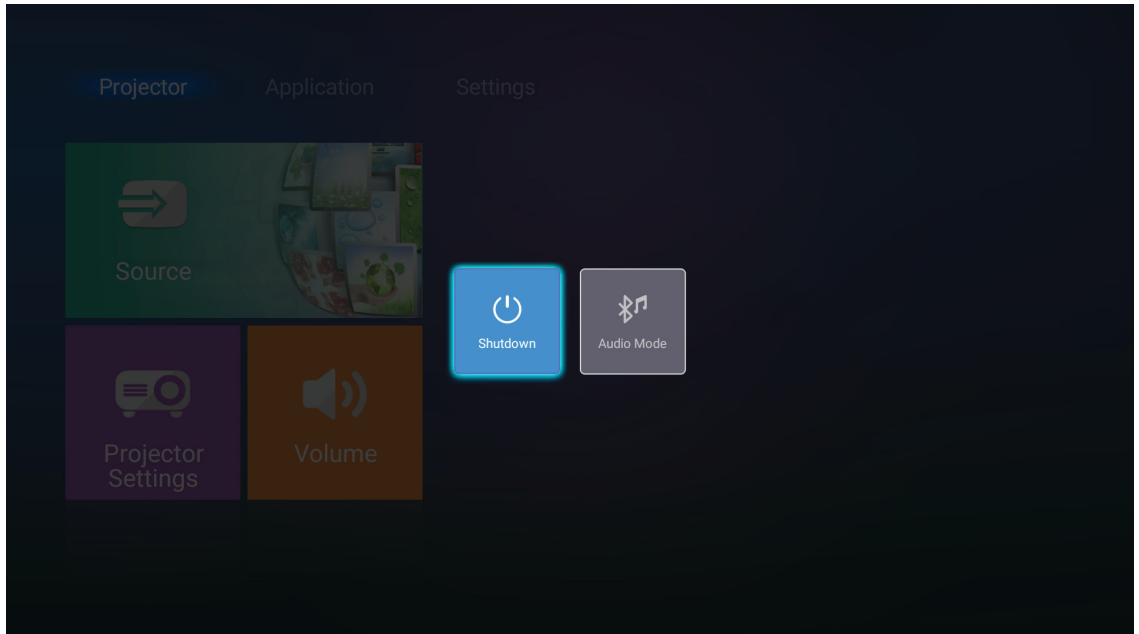 Projector
Application
Settings
Source
Shutdown
Audio Mode
Projector
Settings
Volume